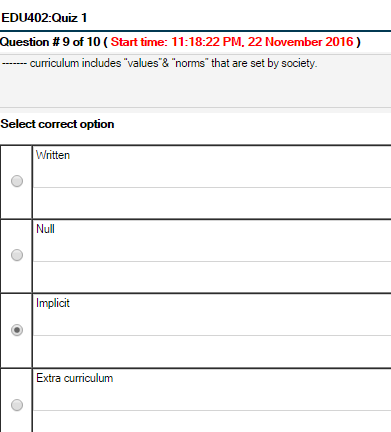 EDU402:Quiz 1
Question # 9 of 10 ( Start time: 11:18:22 PM, 22 November 2016 )
------- curriculum includes "values"& "norms" that are set by society.
Select correct option
Written
Null
Implicit
Extra curriculum